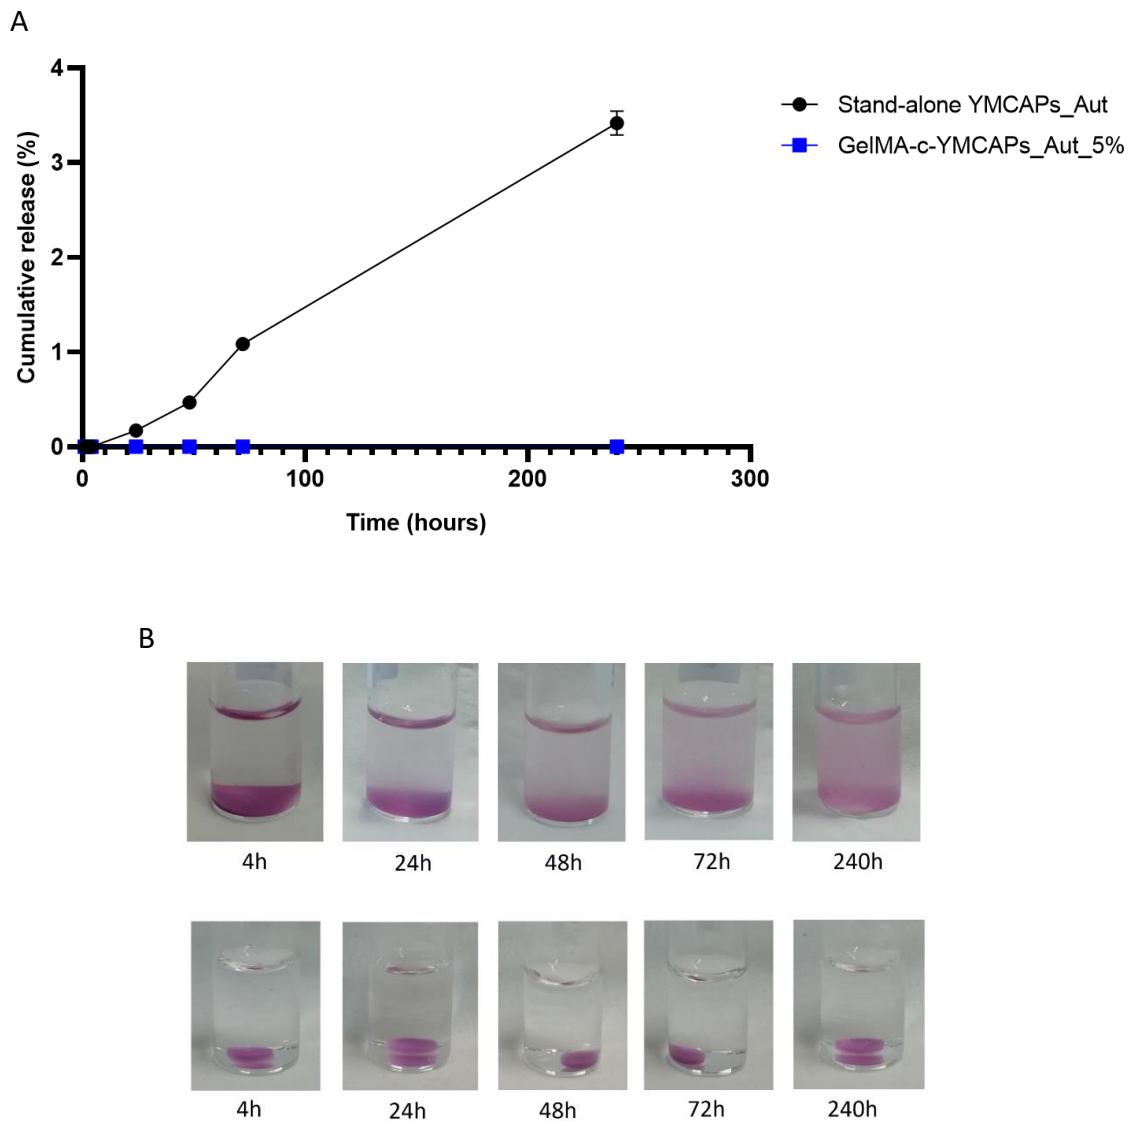 A
Cumulative release (%)
4
3
2
1
0
0 100 200 300
Time (hours)
Stand-alone YMCAPs_Aut
GelMA-c-YMCAPs_Aut_5%
B
4h 24h 48h 72h 240h
4h 24h 48h 72h 240h